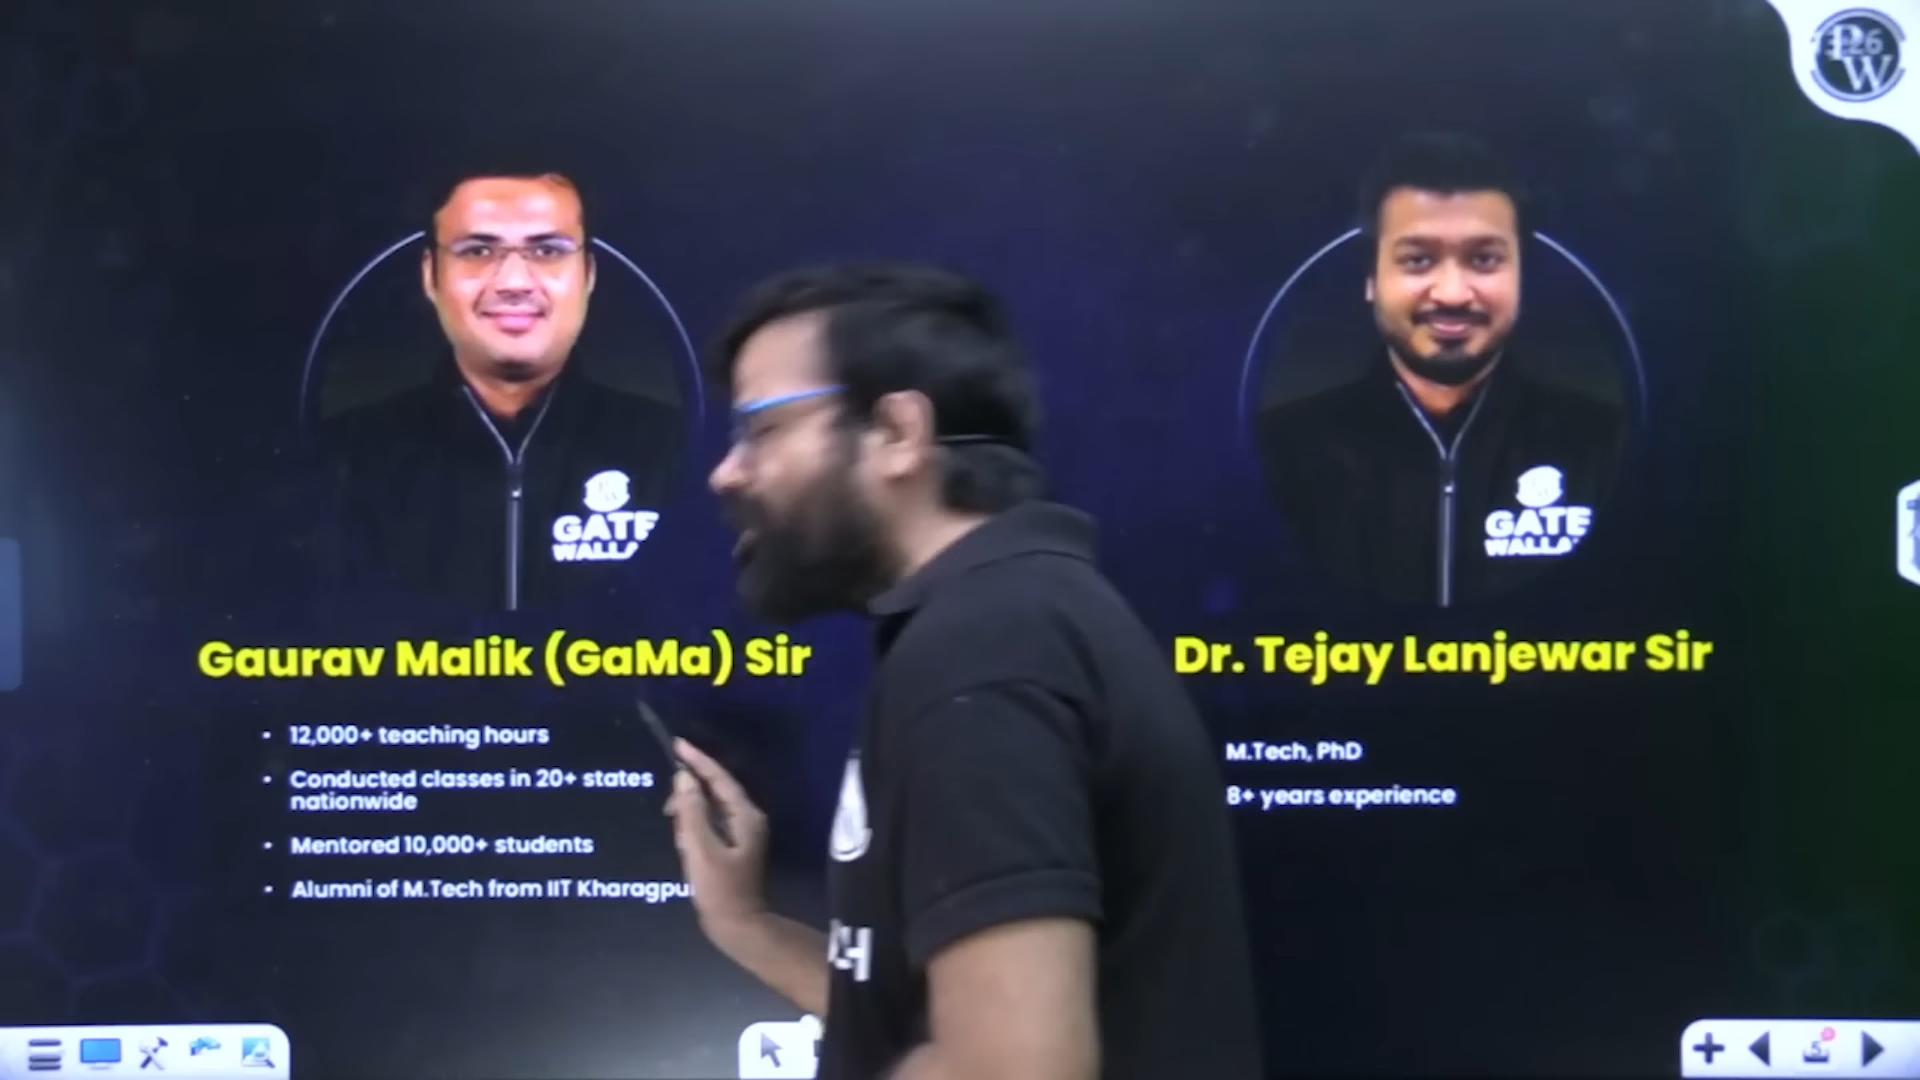 PW
GATE
WALLA
GATE
WALLA
Gaurav Malik (GaMa) Sir
• 12,000+ teaching hours
• Conducted classes in 20+ states
nationwide
• Mentored 10,000+ students
• Alumni of M.Tech from IIT Kharagpu
Dr. Tejay Lanjewar Sir
M.Tech, PhD
8+ years experience